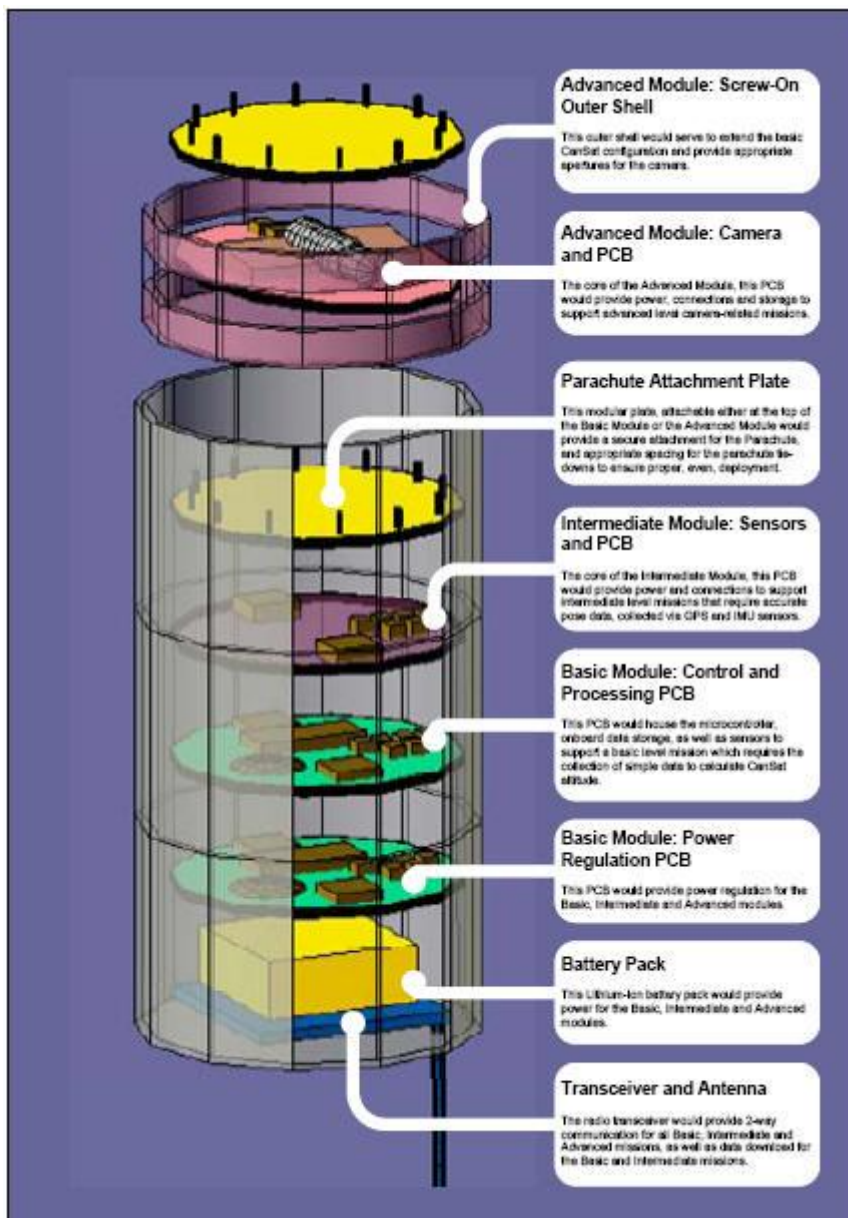 Advanced Module: Screw-On
Outer Shell
This outer shell would serve to extend the basic
CanSat configuration and provide appropriate
apertures for the camera.
Advanced Module: Camera
and PCB
The core of the Advanced Module, this PCB
would provide power, connections and storage to
support advanced level camera-related missions.
Parachute Attachment Plate
This modular plate, attachable either at the top of
the Basic Module or the Advanced Module would
provide a secure attachment for the Parachute,
and appropriate spacing for the parachute tie-
downs to ensure proper, even, deployment.
Intermediate Module: Sensors
and PCB
The core of the Intermediate Module, this PCB
would provide power and connections to support
intermediate level missions that require accurate
pose data, collected via GPS and IMU sensors.
Basic Module: Control and
Processing PCB
This PCB would house the microcontroller,
onboard data storage, as well as sensors to
support a basic level mission which requires the
collection of simple data to calculate CanSat
altitude.
Basic Module: Power
Regulation PCB
This PCB would provide power regulation for the
Basic, Intermediate and Advanced modules.
Battery Pack
This Lithium-Ion battery pack would provide
power for the Basic, Intermediate and Advanced
modules.
Transceiver and Antenna
The radio transceiver would provide 2-way
communication for all Basic, Intermediate and
Advanced missions, as well as data download for
the Basic and Intermediate missions.